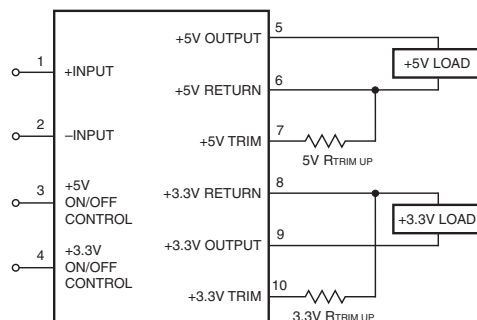 1
+INPUT
2
–INPUT
3
+5V
ON/OFF
CONTROL
4
+3.3V
ON/OFF
CONTROL
+5V OUTPUT
5
+5V RETURN
6
+5V TRIM
7
+3.3V RETURN
8
+3.3V OUTPUT
9
+3.3V TRIM
10
+5V LOAD
5V RTRIM UP
+3.3V LOAD
3.3V RTRIM UP